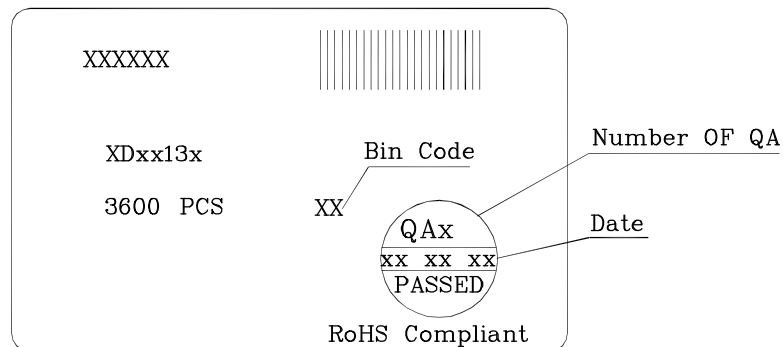 XXXXXX
XDxx13x
Bin Code
Number OF QA
3600 PCS
XX
QAx
Date
xx xx xx
PASSED
RoHS Compliant